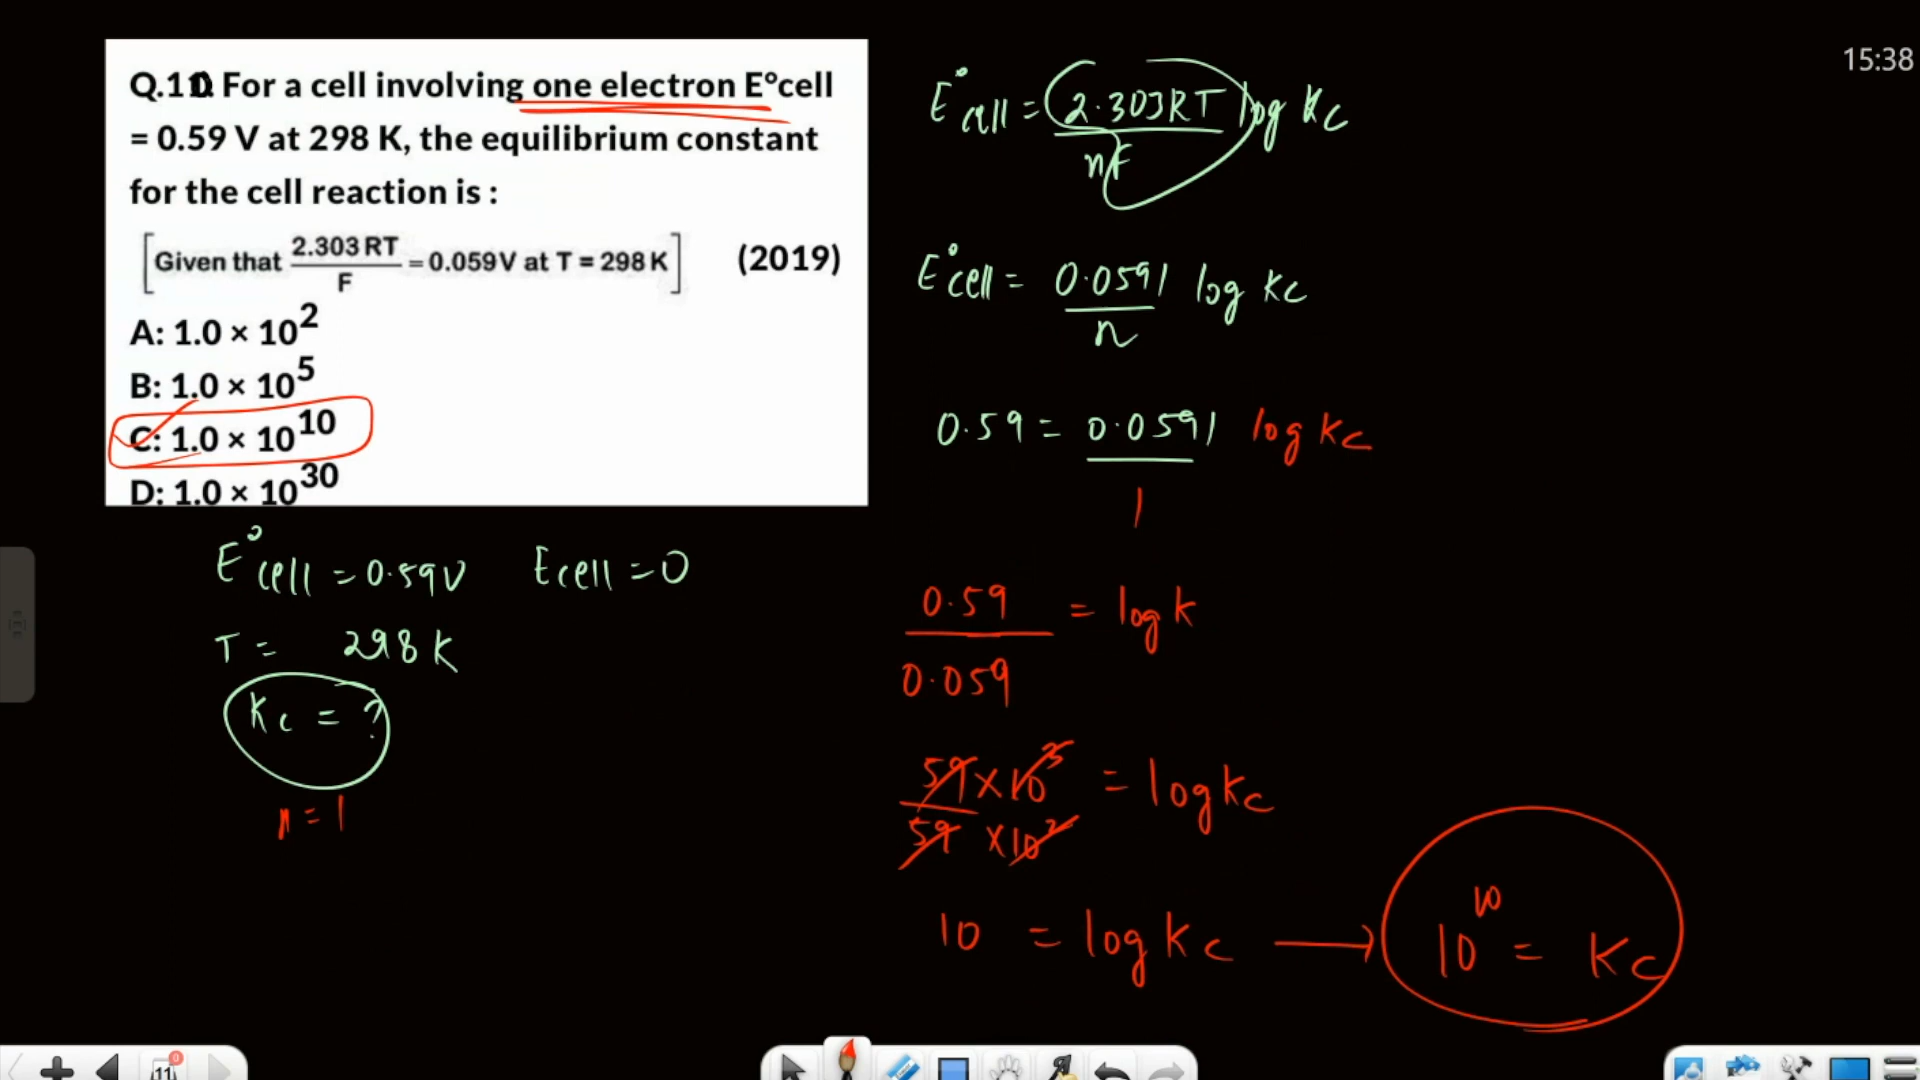 15:38
Q.11 For a cell involving one electron E°cell
= 0.59 V at 298 K, the equilibrium constant
for the cell reaction is :
[Given that 2.303 RT / F = 0.059 V at T = 298 K] (2019)
A: 1.0 × 10^2
B: 1.0 × 10^5
C: 1.0 × 10^10
D: 1.0 × 10^30
E°cell = 0.59V Ecell = 0
T = 298 K
Kc = ?
n = 1
E°cell = 2.303RT / nF log Kc
E°cell = 0.0591 / n log Kc
0.59 = 0.0591 / 1 log Kc
0.59 / 0.059 = log K
59 × 10^3 / 59 × 10^2 = log Kc
10 = log Kc → 10^10 = Kc
11
0